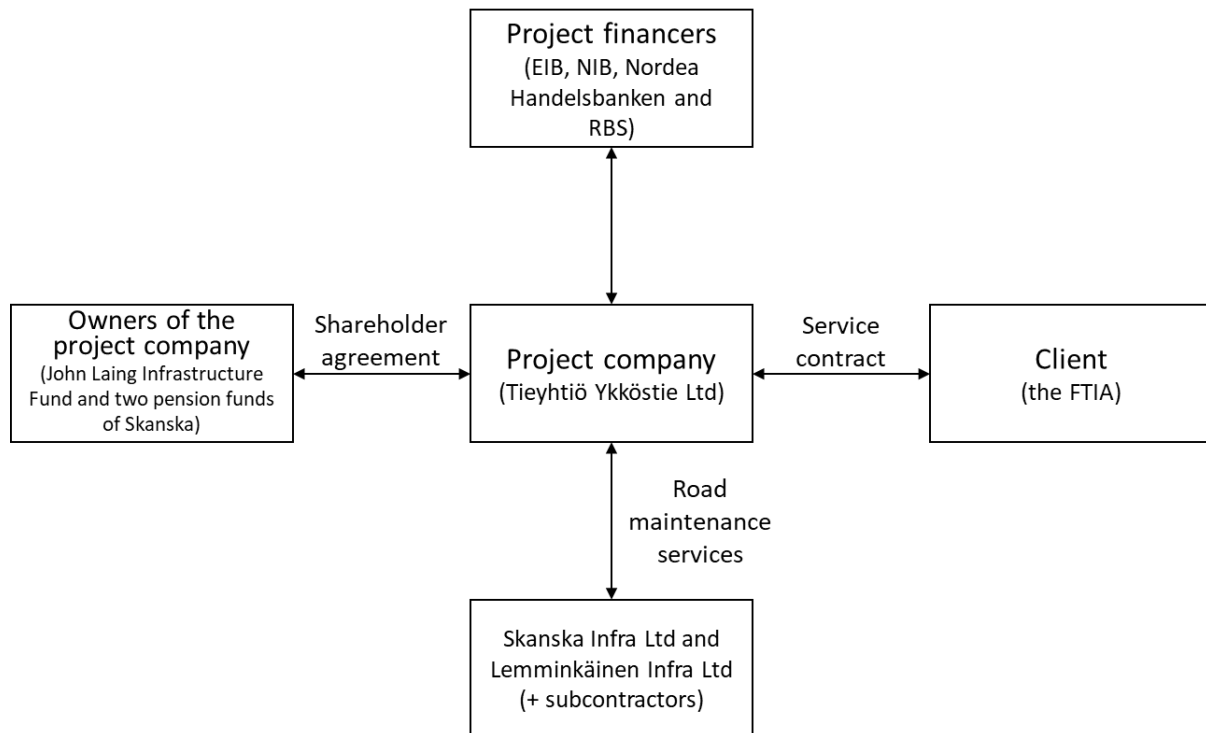 Project financers
(EIB, NIB, Nordea
Handelsbanken and
RBS)
Owners of the
project company
(John Laing Infrastructure
Fund and two pension funds
of Skanska)
Shareholder
agreement
Project company
(Tieyhtiö Ykköstie Ltd)
Service
contract
Client
(the FTIA)
Road
maintenance
services
Skanska Infra Ltd and
Lemminkäinen Infra Ltd
(+ subcontractors)